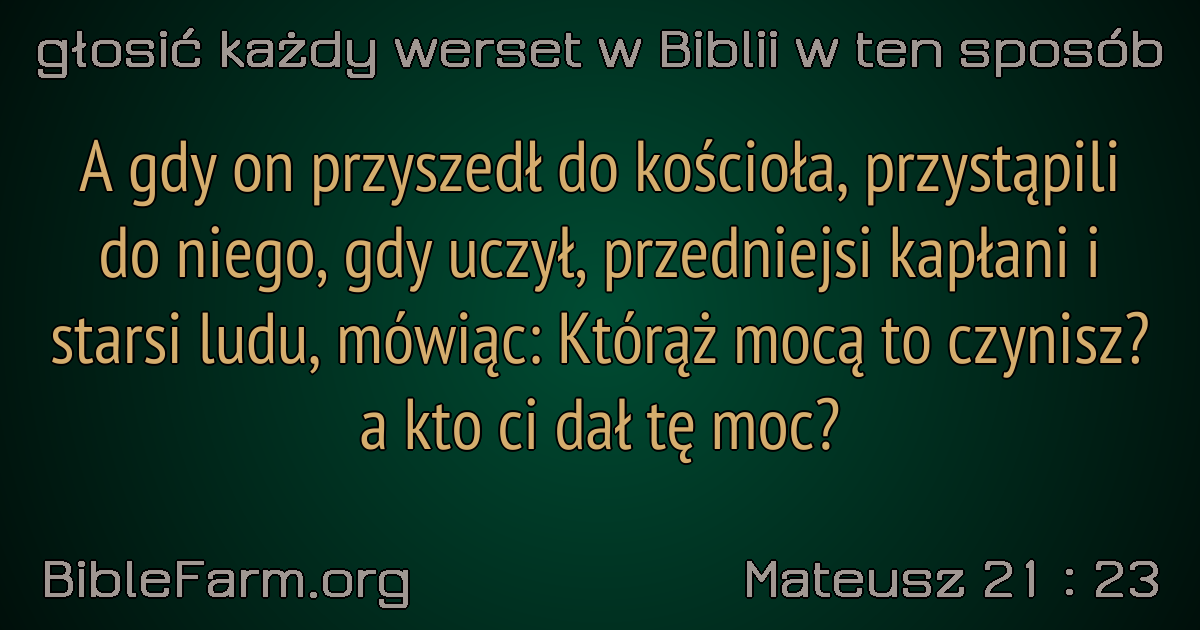 głosić każdy werset w Biblii w ten sposób
A gdy on przyszedł do kościoła, przystąpili
do niego, gdy uczył, przedniejsi kapłani i
starsi ludu, mówiąc: Którąż mocą to czynisz?
a kto ci dał tę moc?
BibleFarm.org
Mateusz 21 : 23